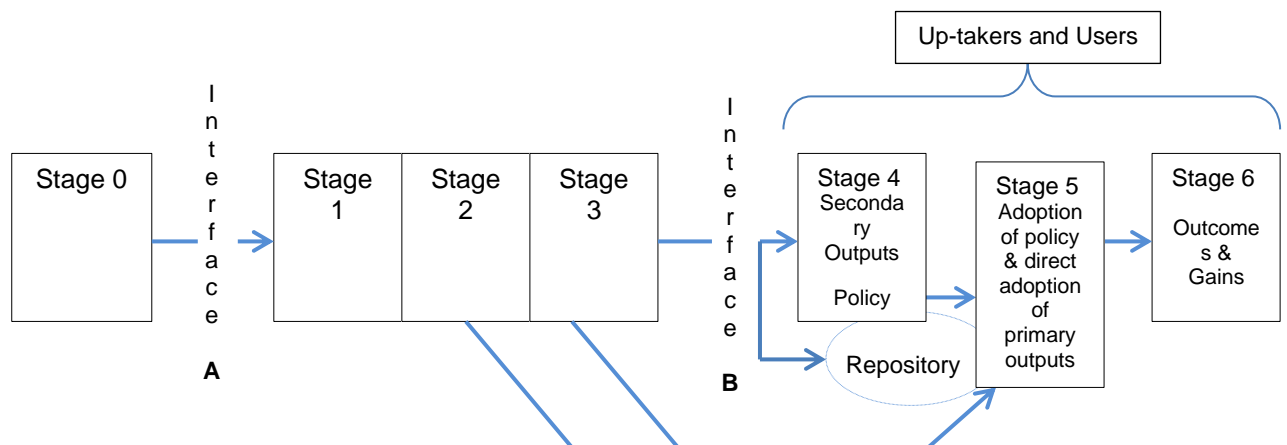 Up-takers and Users
Stage 0
I
n
t
e
r
f
a
c
e
A
Stage
1
Stage
2
Stage
3
I
n
t
e
r
f
a
c
e
B
Stage 4
Seconda
ry
Outputs
Policy
Repository
Stage 5
Adoption
of policy
& direct
adoption
of
primary
outputs
Stage 6
Outcome
s &
Gains